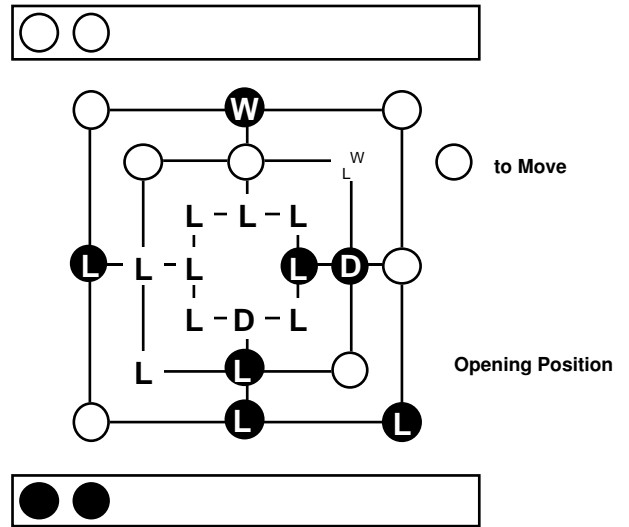 W
W
L
to Move
L – L – L
L L L L D
L – D – L
Opening Position
L L
L L